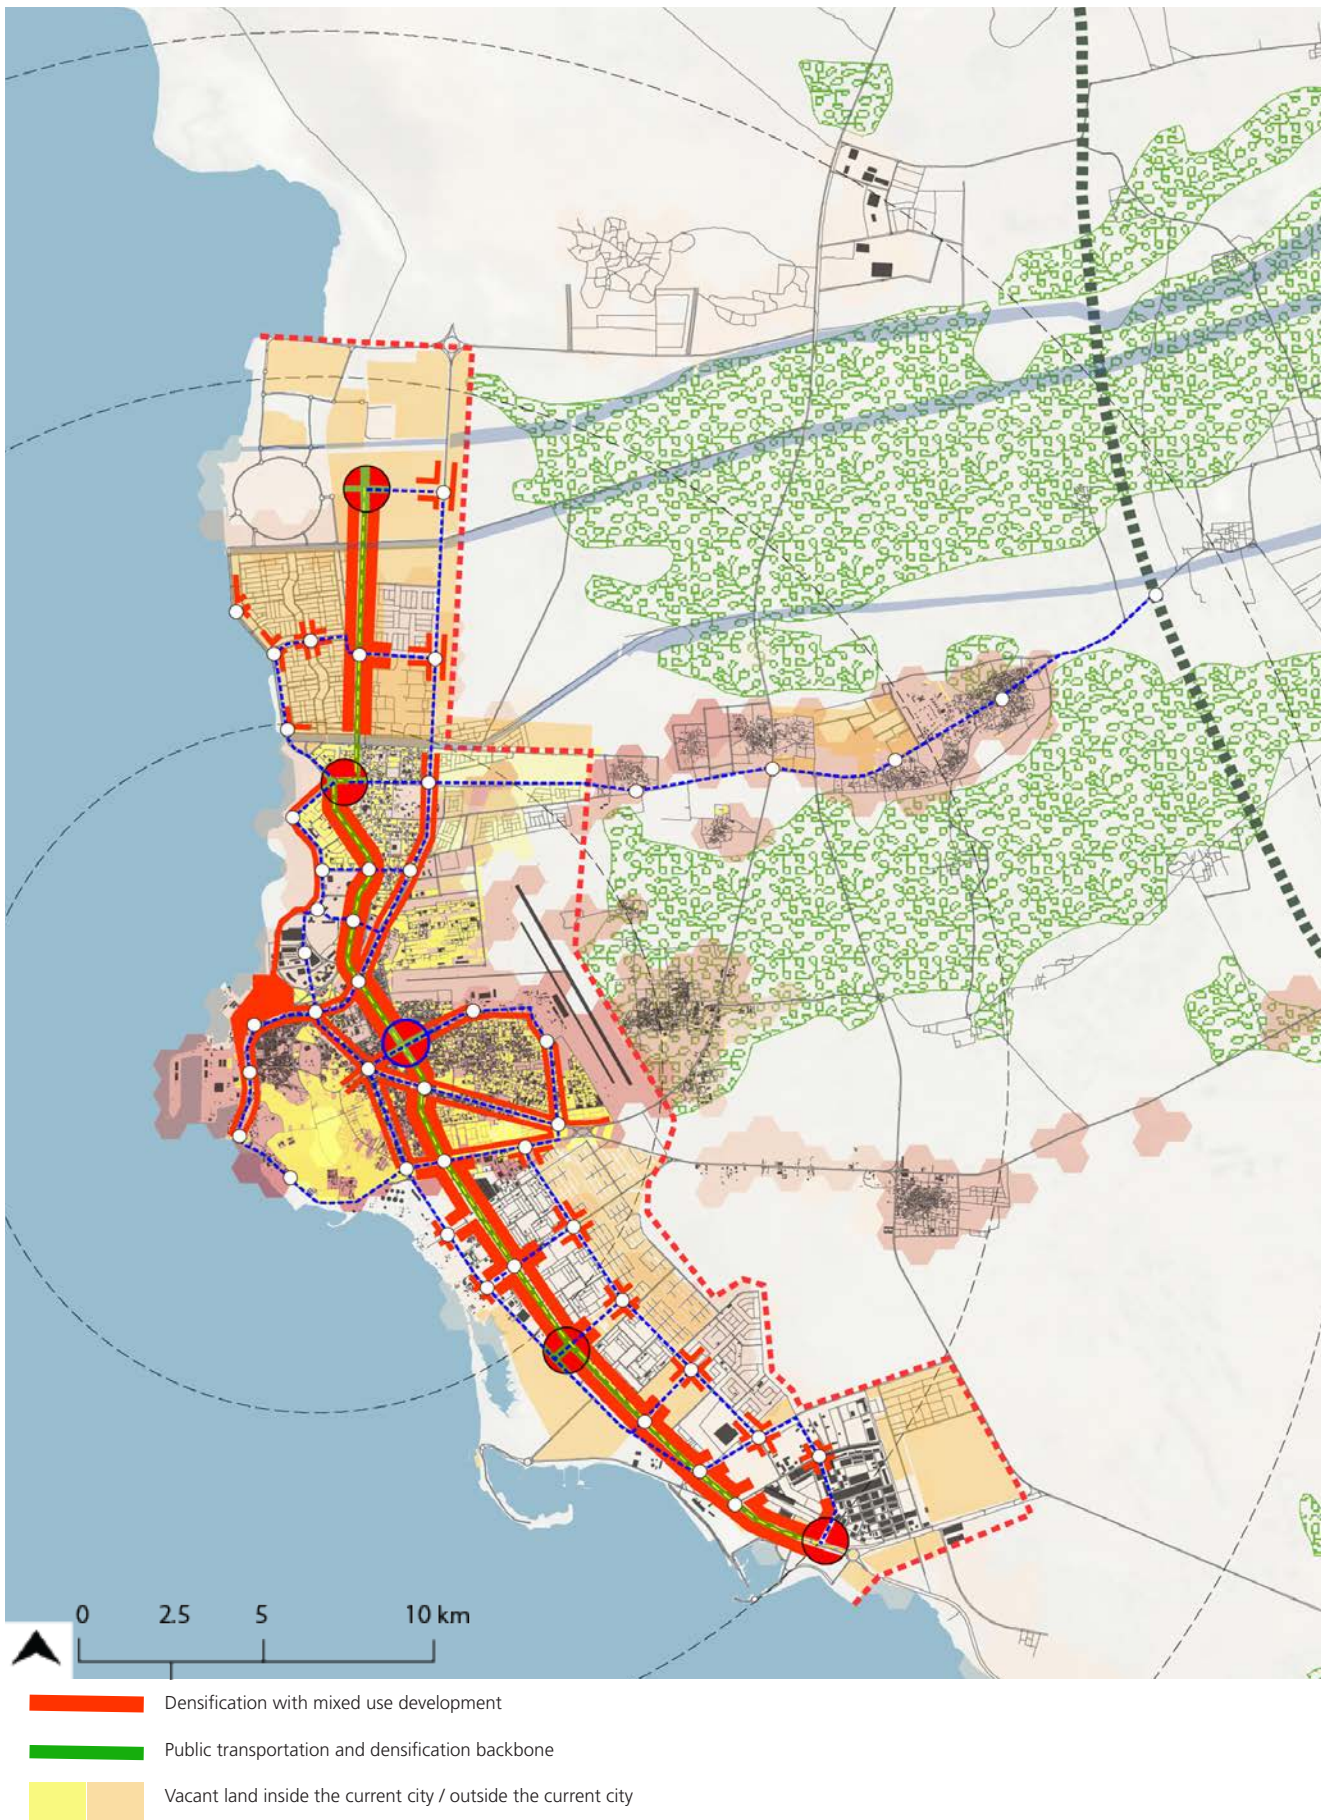 0 2.5 5 10 km
Densification with mixed use development
Public transportation and densification backbone
Vacant land inside the current city / outside the current city